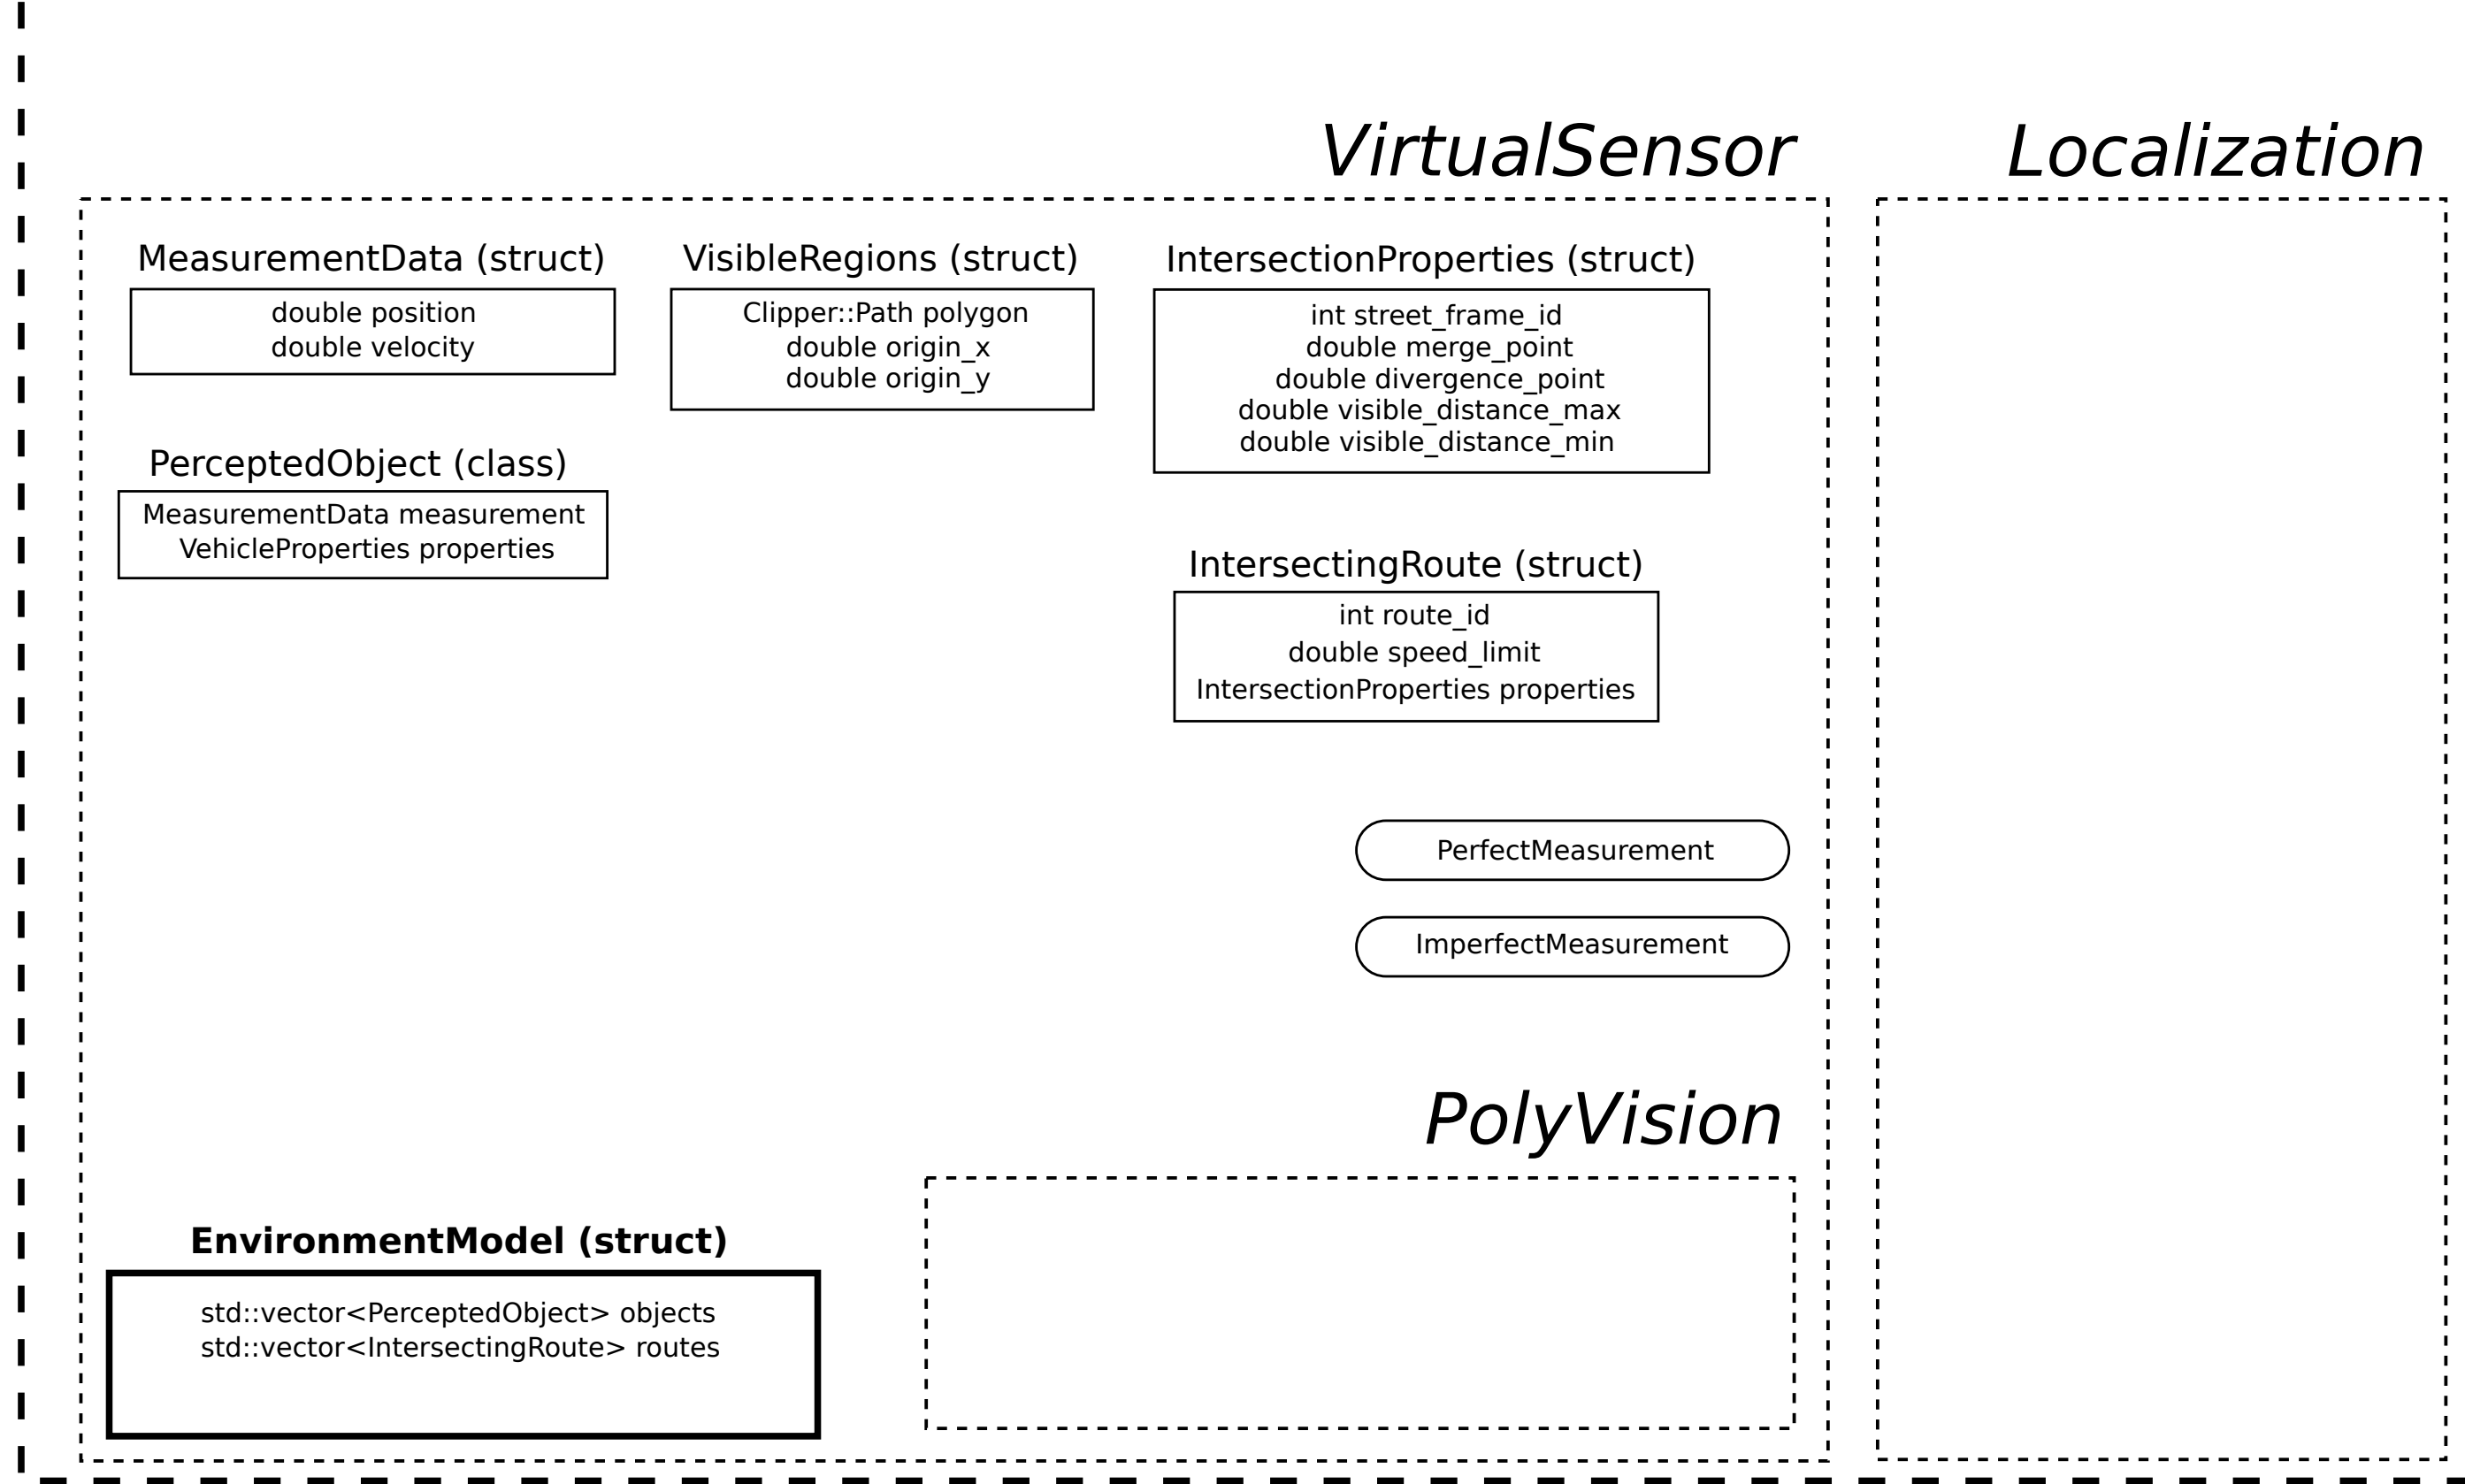 VirtualSensor
Localization
MeasurementData (struct)
double position
double velocity
VisibleRegions (struct)
Clipper::Path polygon
double origin_x
double origin_y
IntersectionProperties (struct)
int street_frame_id
double merge_point
double divergence_point
double visible_distance_max
double visible_distance_min
PerceptedObject (class)
MeasurementData measurement
VehicleProperties properties
IntersectingRoute (struct)
int route_id
double speed_limit
IntersectionProperties properties
PerfectMeasurement
ImperfectMeasurement
PolyVision
EnvironmentModel (struct)
std::vector<PerceptedObject> objects
std::vector<IntersectingRoute> routes